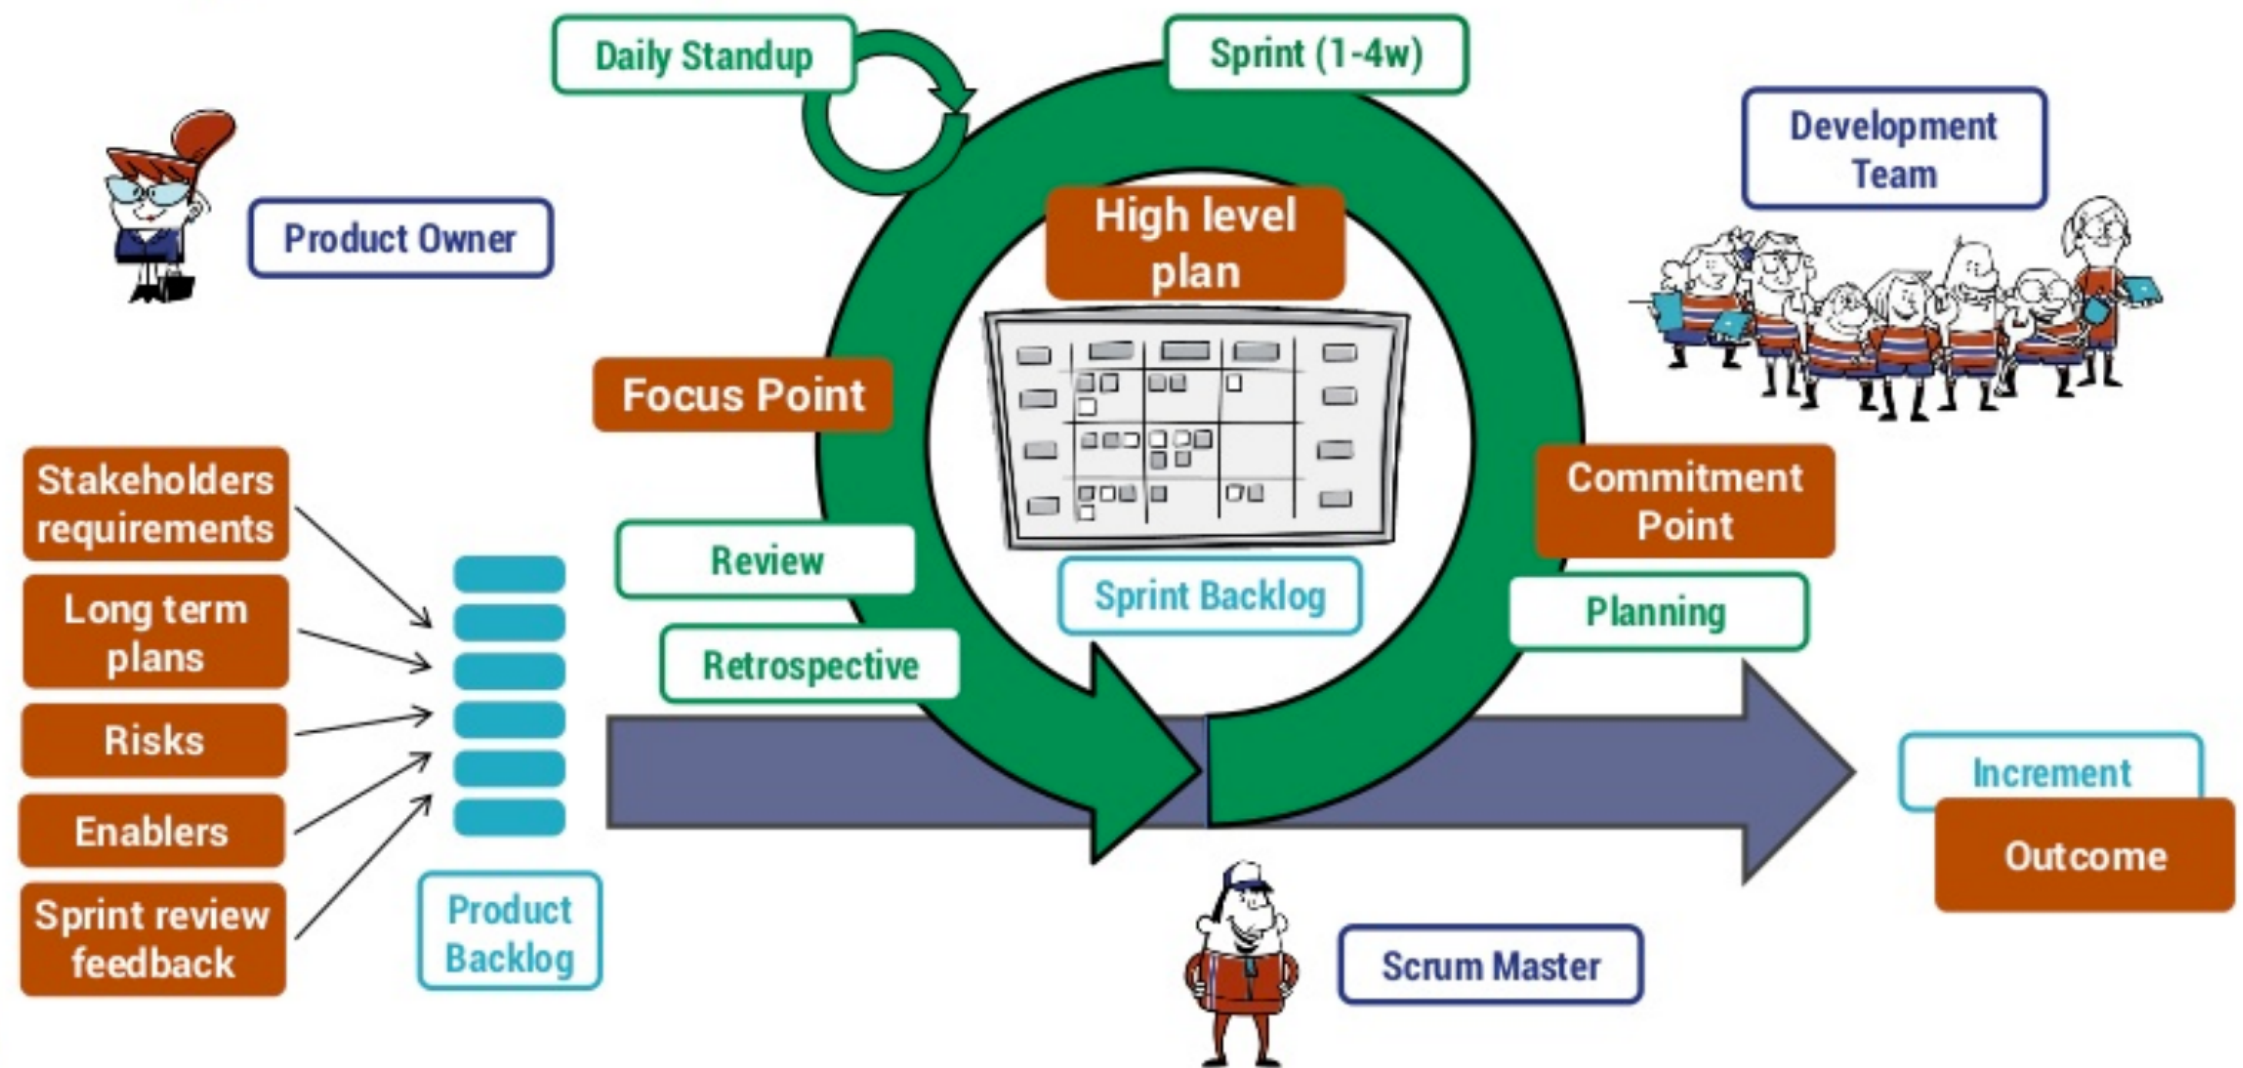 Daily Standup
Sprint (1-4w)
Development
Team
Product Owner
High level
plan
Focus Point
Stakeholders
requirements
Commitment
Point
Review
Sprint Backlog
Planning
Long term
plans
Retrospective
Risks
Increment
Enablers
Outcome
Sprint review
feedback
Product
Backlog
Scrum Master